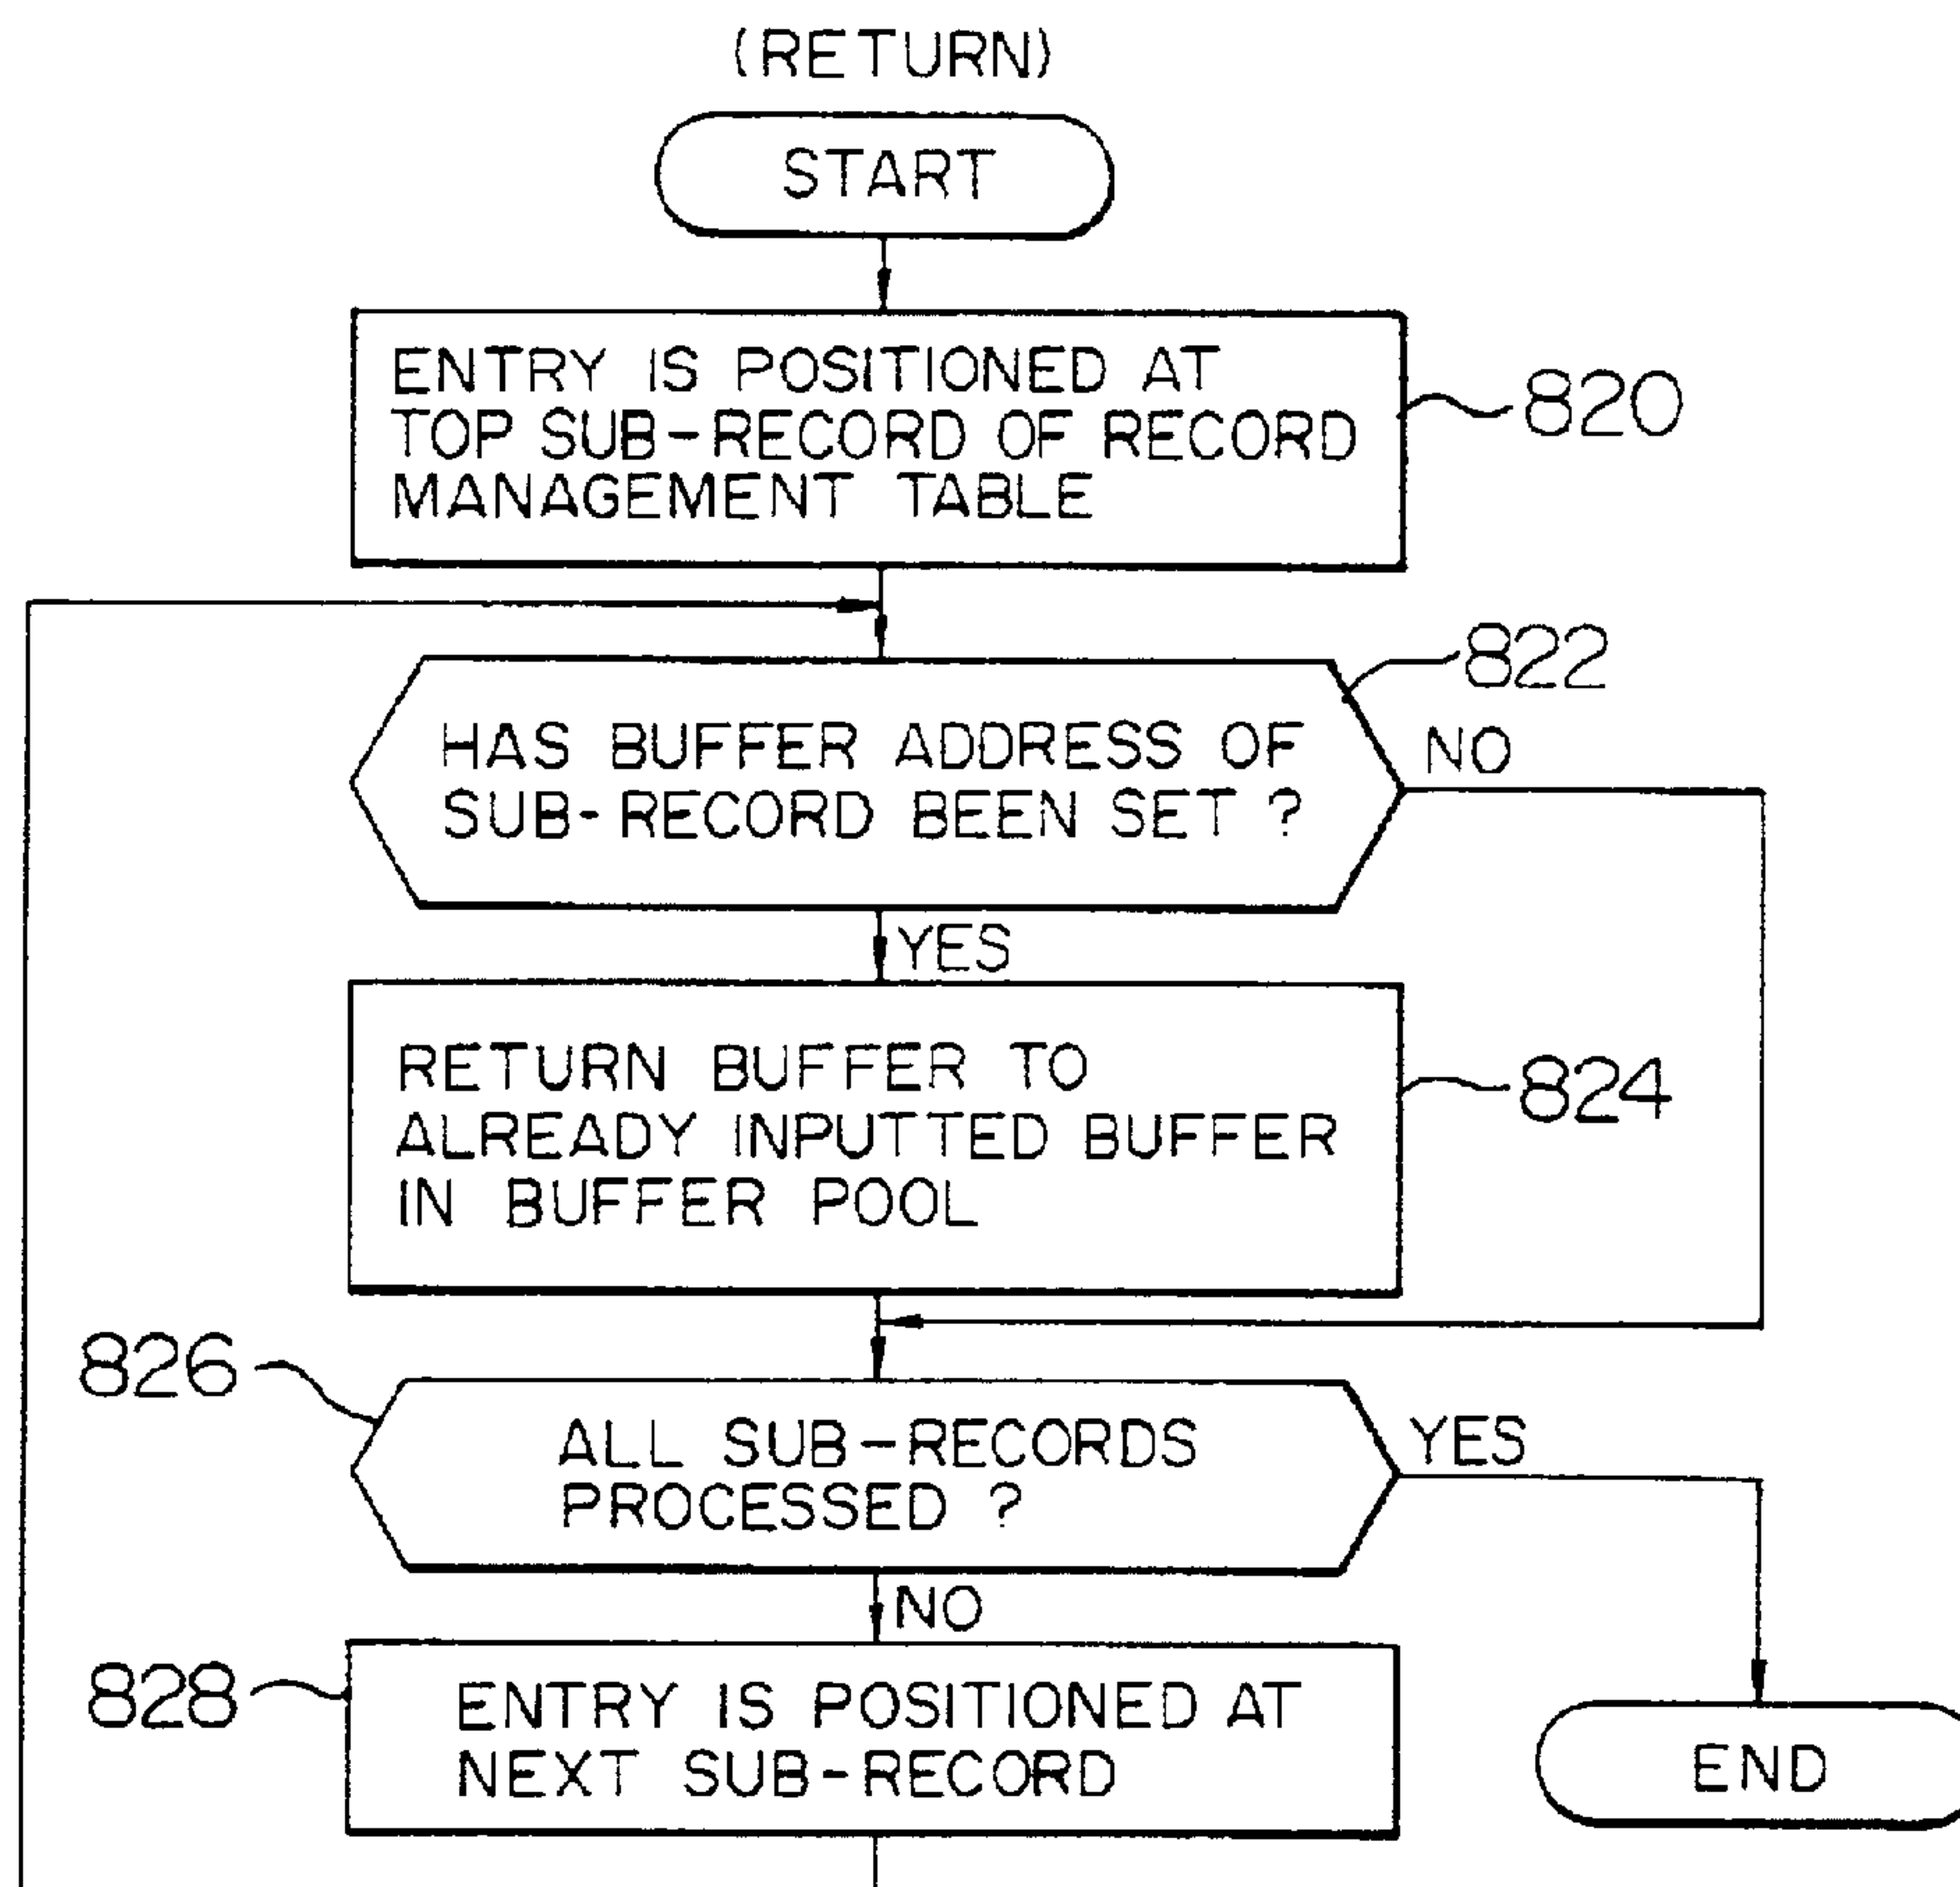 (RETURN)
START
ENTRY IS POSITIONED AT
TOP SUB-RECORD OF RECORD
MANAGEMENT TABLE
820
822
HAS BUFFER ADDRESS OF
SUB-RECORD BEEN SET ?
NO
YES
RETURN BUFFER TO
ALREADY INPUTTED BUFFER
IN BUFFER POOL
824
826
ALL SUB-RECORDS
PROCESSED ?
YES
NO
828
ENTRY IS POSITIONED AT
NEXT SUB-RECORD
END